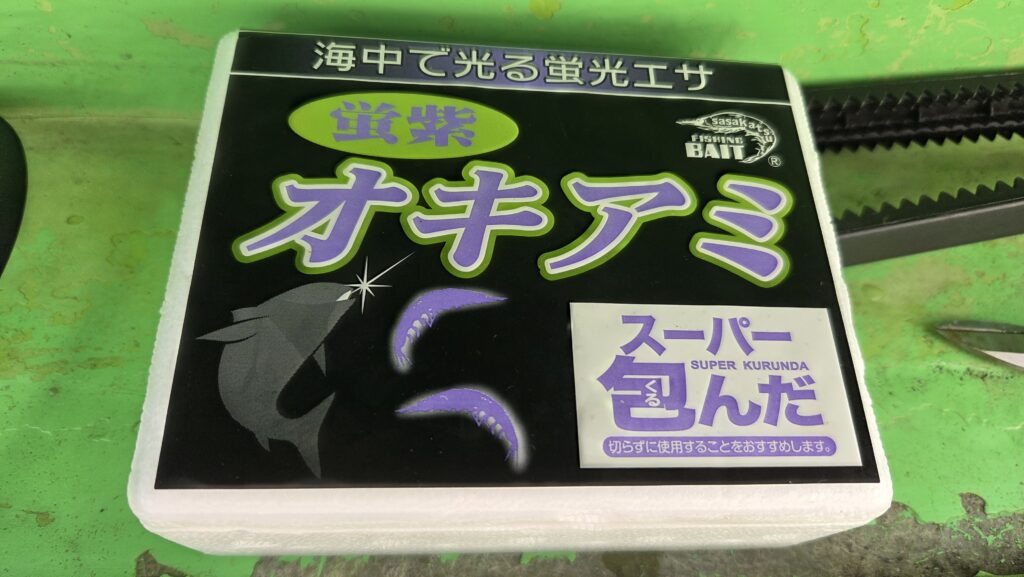 海中で光る蛍光エサ
蛍紫
sasaKatsu
FISHING
BAIT
®
オキアミ
スーパー
SUPER KURUNDA
包んだ
くる
切らずに使用することをおすすめします。